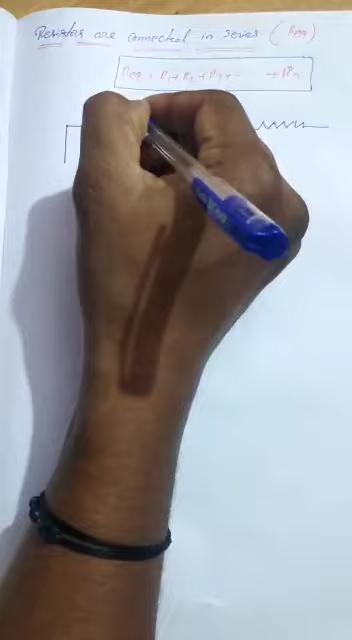 Resistors are connected in series. (Req)
Req = R1 + R2 + R3 + - - - + Rn